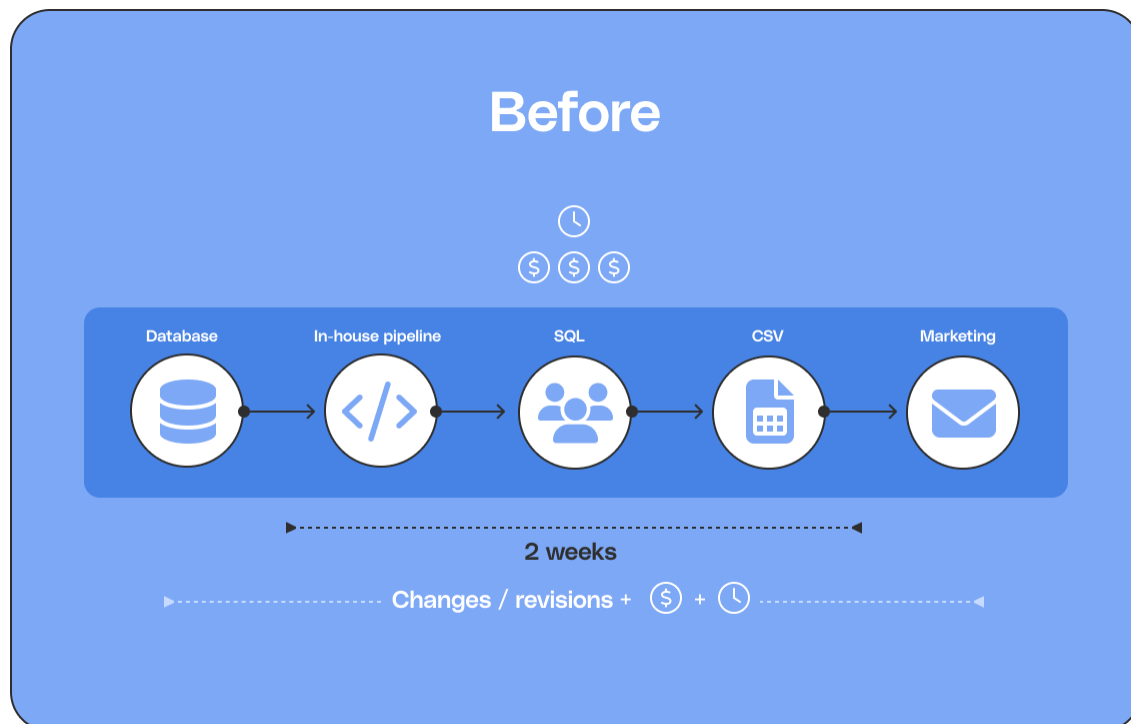 Before
$ $ $
Database In-house pipeline SQL CSV Marketing
</>
2 weeks
Changes / revisions + $ +